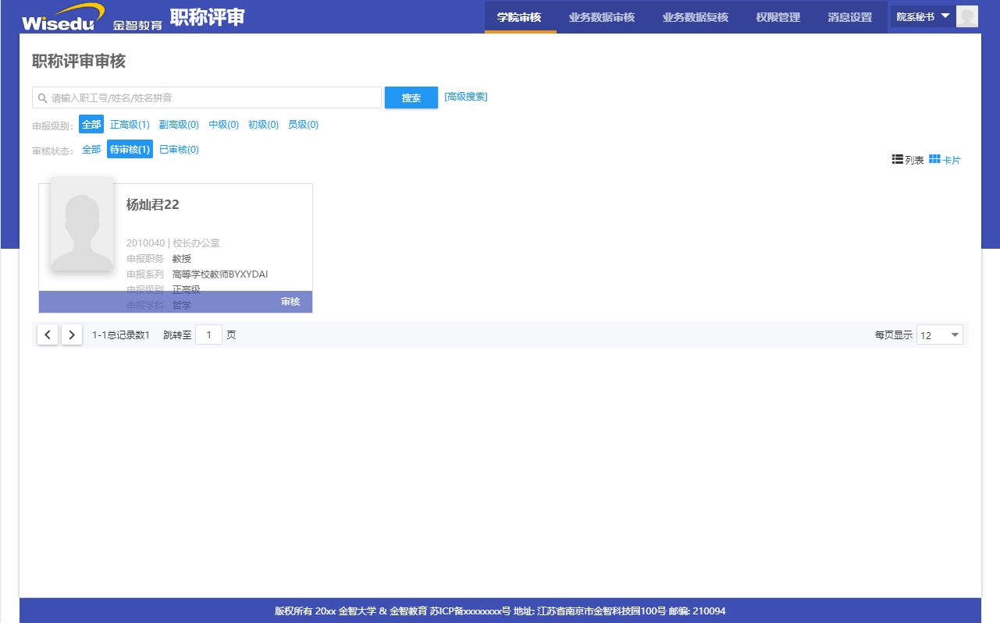 Wisedu 金智教育 职称评审 学院审核 业务数据审核 业务数据复核 权限管理 消息设置 院系秘书
职称评审审核
请输入职工号/姓名/姓名拼音 搜索 [高级搜索]
申报级别: 全部 正高级(1) 副高级(0) 中级(0) 初级(0) 员级(0)
审核状态: 全部 待审核(1) 已审核(0)
列表 卡片
杨灿君22
2010040 | 校长办公室
申报职务 教授
申报系列 高等学校教师BYXYDAI
申报级别 正高级
审核
申报学科 哲学
1-1总记录数1 跳转至 1 页 每页显示 12
版权所有 20xx 金智大学 & 金智教育 苏ICP备xxxxxxxx号 地址: 江苏省南京市金智科技园100号 邮编: 210094